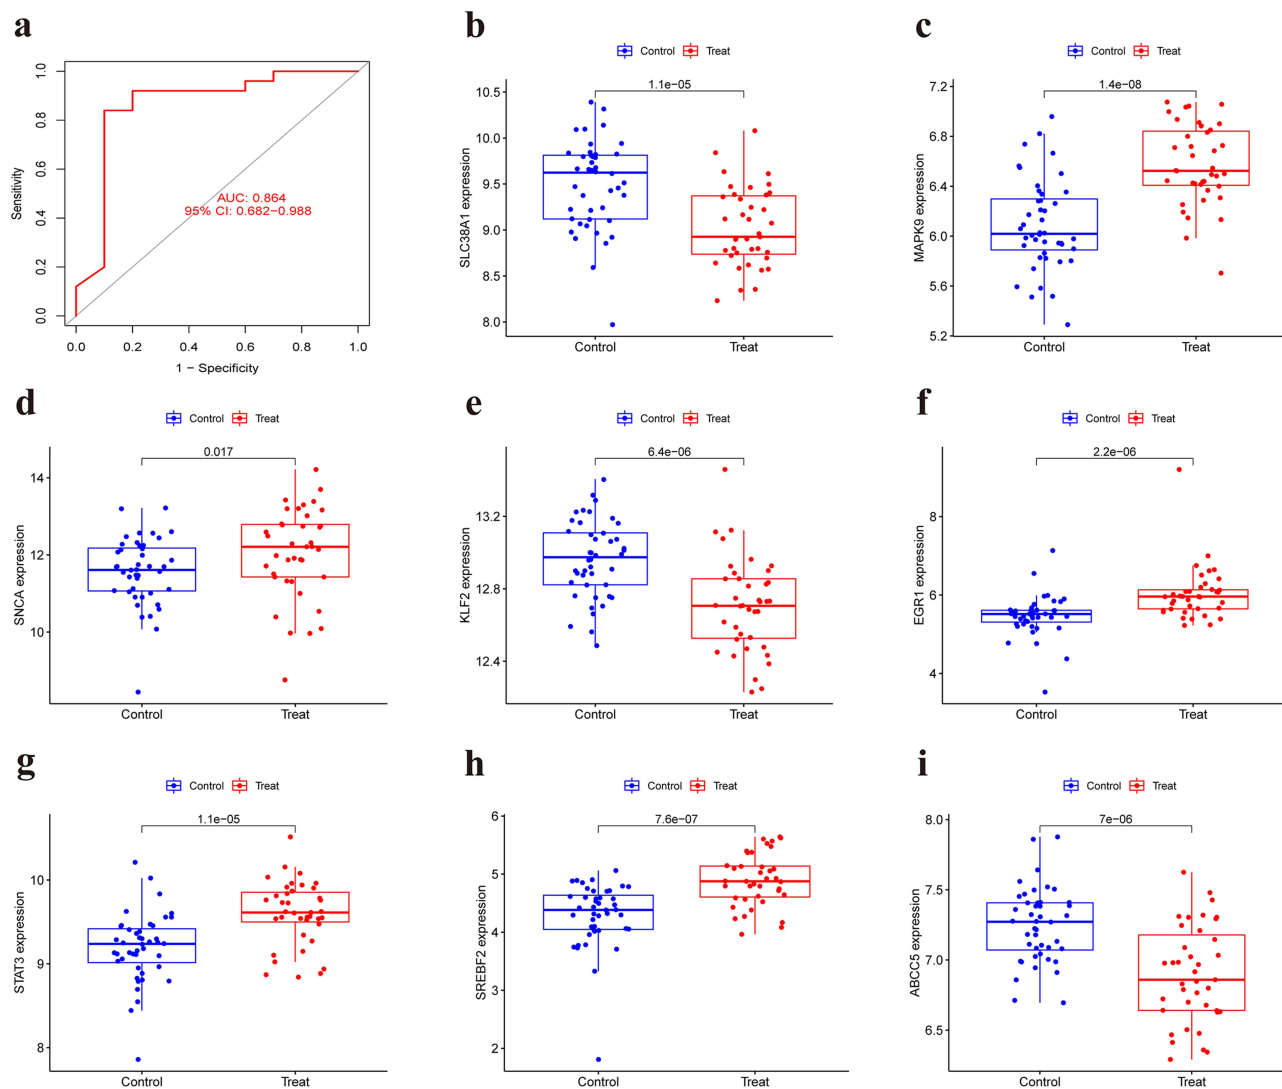 a
1.0
0.8
0.6
0.4
0.2
0.0
Sensitivity
AUC: 0.864
95% CI: 0.682−0.988
0.0 0.2 0.4 0.6 0.8 1.0
1 − Specificity
b
Control Treat
1.1e−05
10.5
10.0
9.5
9.0
8.5
8.0
SLC38A1 expression
Control Treat
c
Control Treat
1.4e−08
7.2
6.8
6.4
6.0
5.6
5.2
MAPK9 expression
Control Treat
d
Control Treat
0.017
14
12
10
SNCA expression
Control Treat
e
Control Treat
6.4e−06
13.2
12.8
12.4
KLF2 expression
Control Treat
f
Control Treat
2.2e−06
8
6
4
EGR1 expression
Control Treat
g
Control Treat
1.1e−05
10
9
8
STAT3 expression
Control Treat
h
Control Treat
7.6e−07
6
5
4
3
2
SREBF2 expression
Control Treat
i
Control Treat
7e−06
8.0
7.5
7.0
6.5
ABCC5 expression
Control Treat